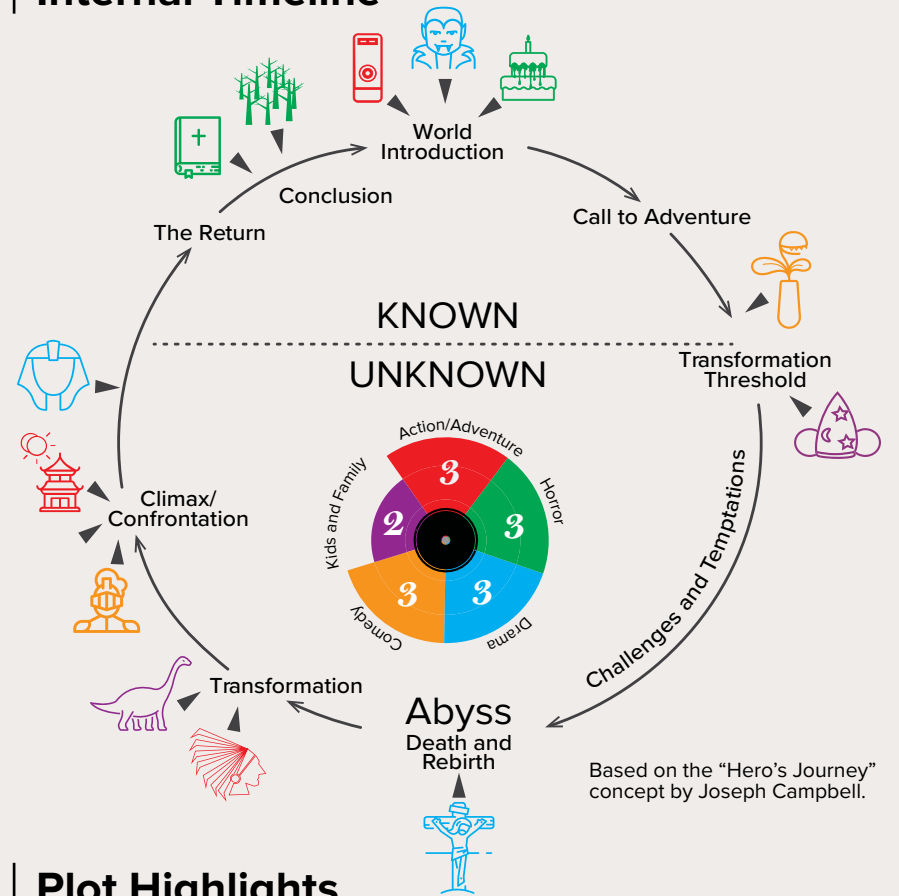 Internal Timeline
World
Introduction
Conclusion
The Return
Call to Adventure
KNOWN
UNKNOWN
Transformation
Threshold
Action/Adventure
3
Kids and Family
2
Horror
3
Climax/
Confrontation
Challenges and Temptations
3
Comedy
3
Drama
Transformation
Abyss
Death and
Rebirth
Based on the “Hero’s Journey”
concept by Joseph Campbell.
Plot Highlights